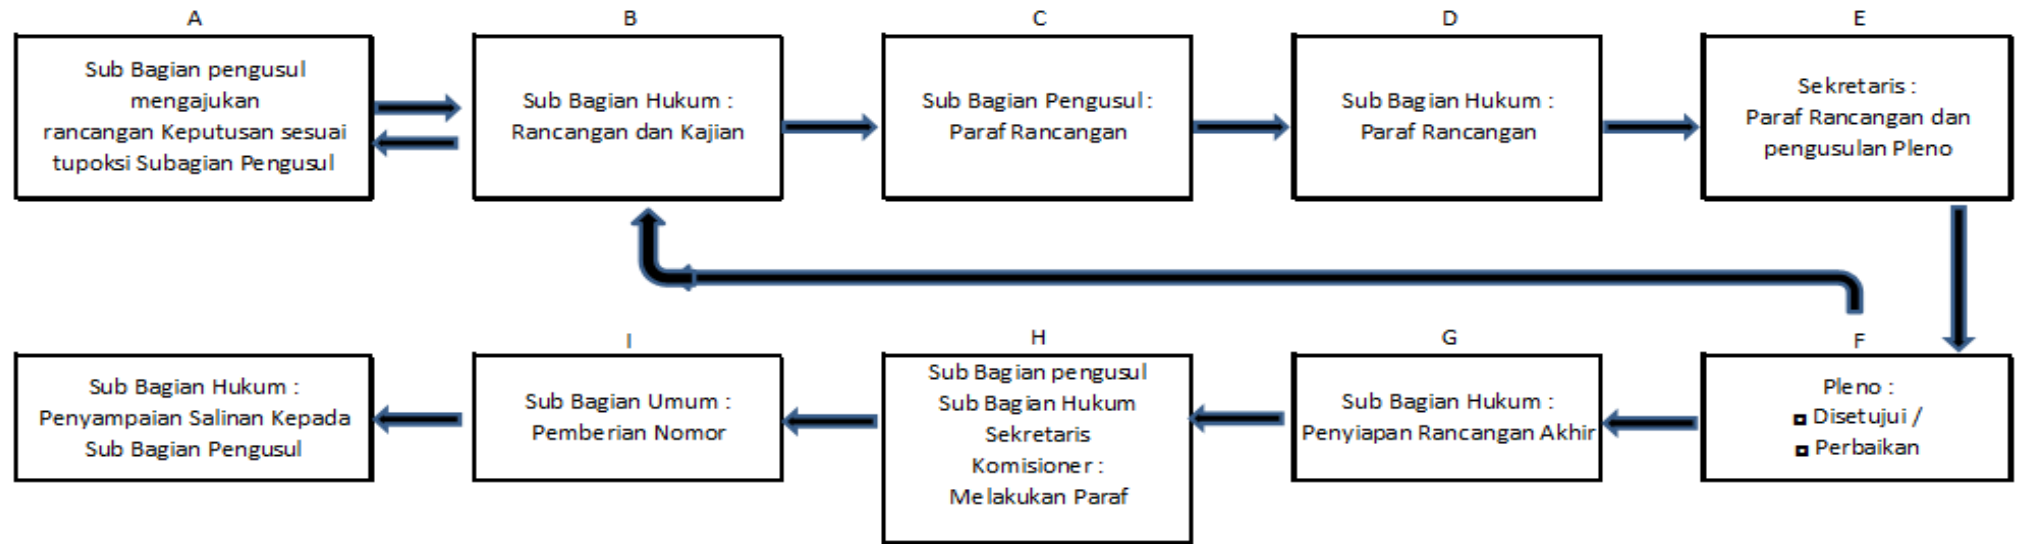 A
Sub Bagian pengusul
mengajukan
rancangan Keputusan sesuai
tupoksi Subagian Pengusul
B
Sub Bagian Hukum :
Rancangan dan Kajian
C
Sub Bagian Pengusul :
Paraf Rancangan
D
Sub Bagian Hukum :
Paraf Rancangan
E
Sekretaris :
Paraf Rancangan dan
pengusulan Pleno
F
Pleno :
Disetujui /
Perbaikan
G
Sub Bagian Hukum :
Penyiapan Rancangan Akhir
H
Sub Bagian pengusul
Sub Bagian Hukum
Sekretaris
Komisioner :
Melakukan Paraf
I
Sub Bagian Umum :
Pemberian Nomor
Sub Bagian Hukum :
Penyampaian Salinan Kepada
Sub Bagian Pengusul